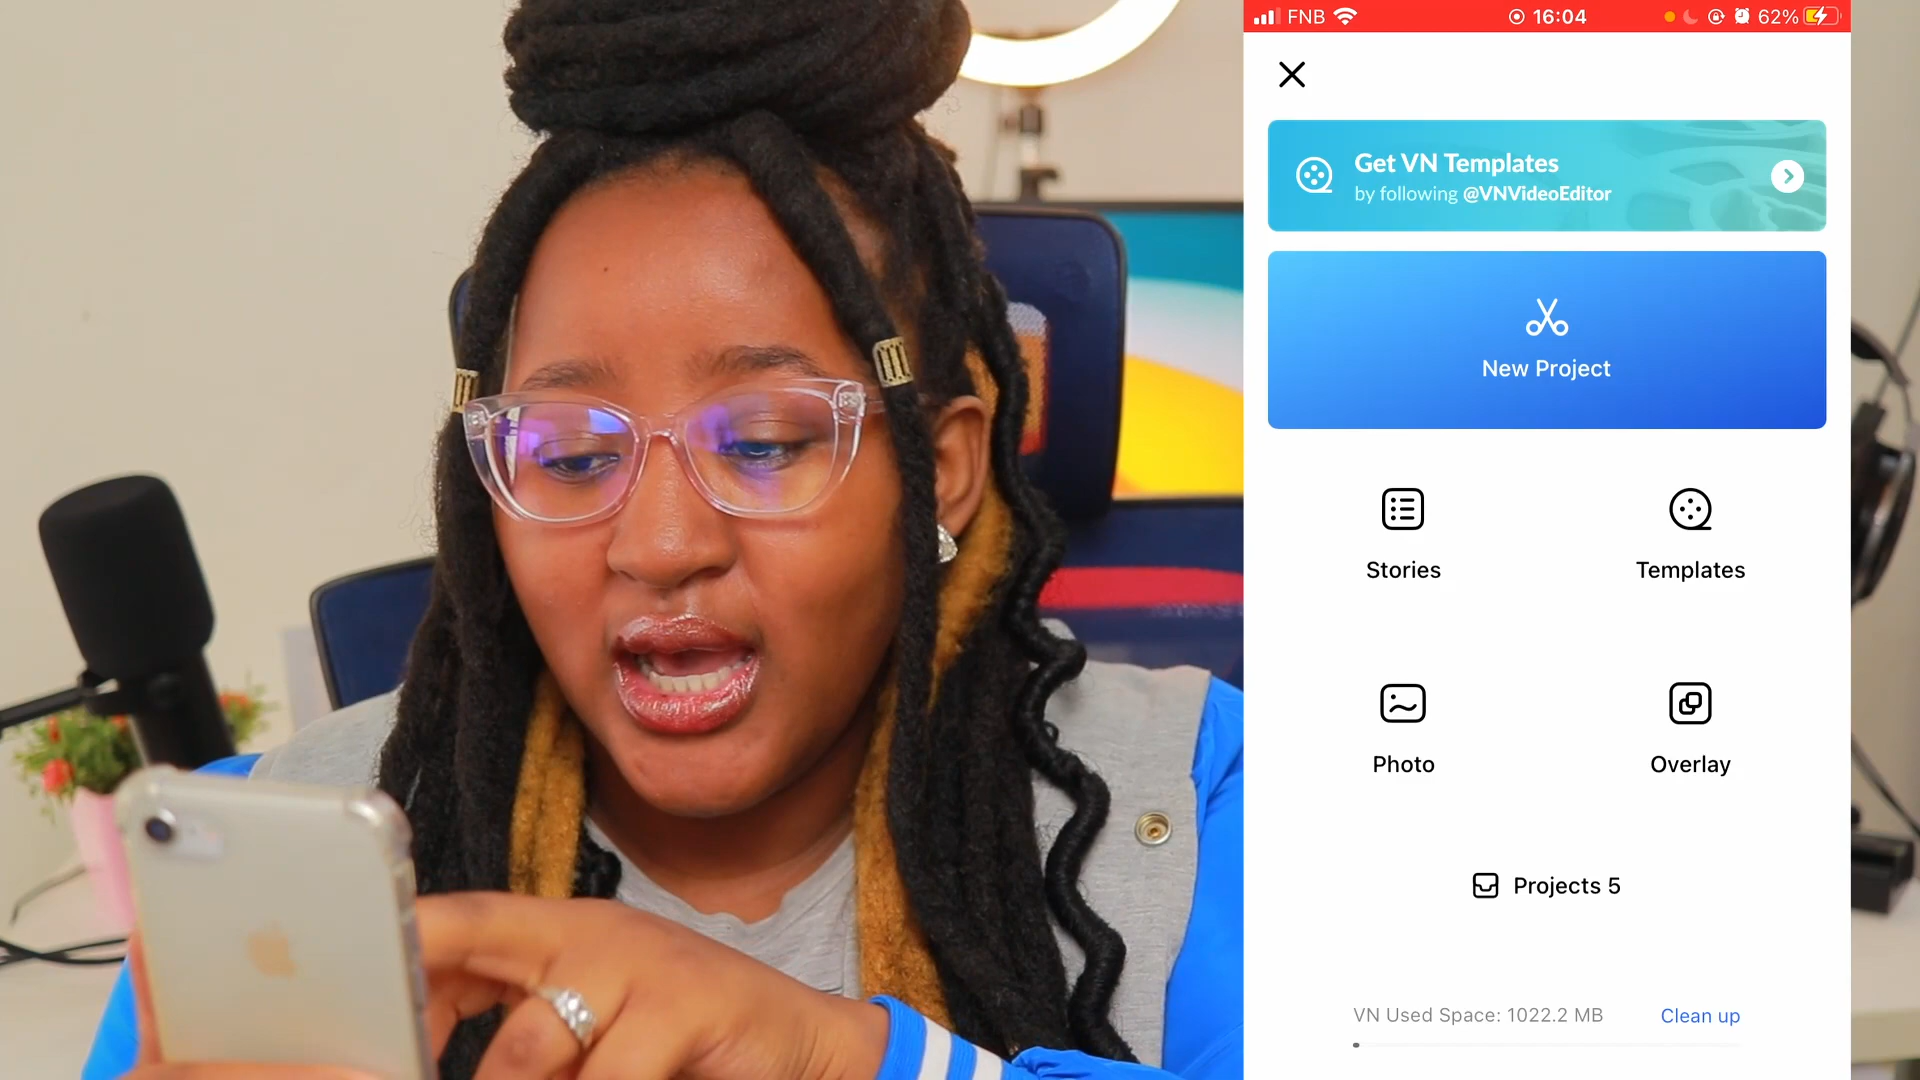 FNB 16:04 62%
Get VN Templates
by following @VNVideoEditor
New Project
Stories Templates
Photo Overlay
Projects 5
VN Used Space: 1022.2 MB Clean up